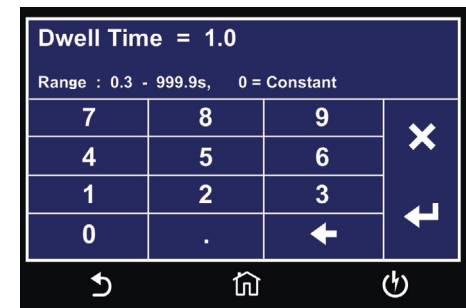 Dwell Time = 1.0
Range : 0.3 - 999.9s, 0 = Constant
7 8 9
4 5 6
1 2 3
0 .